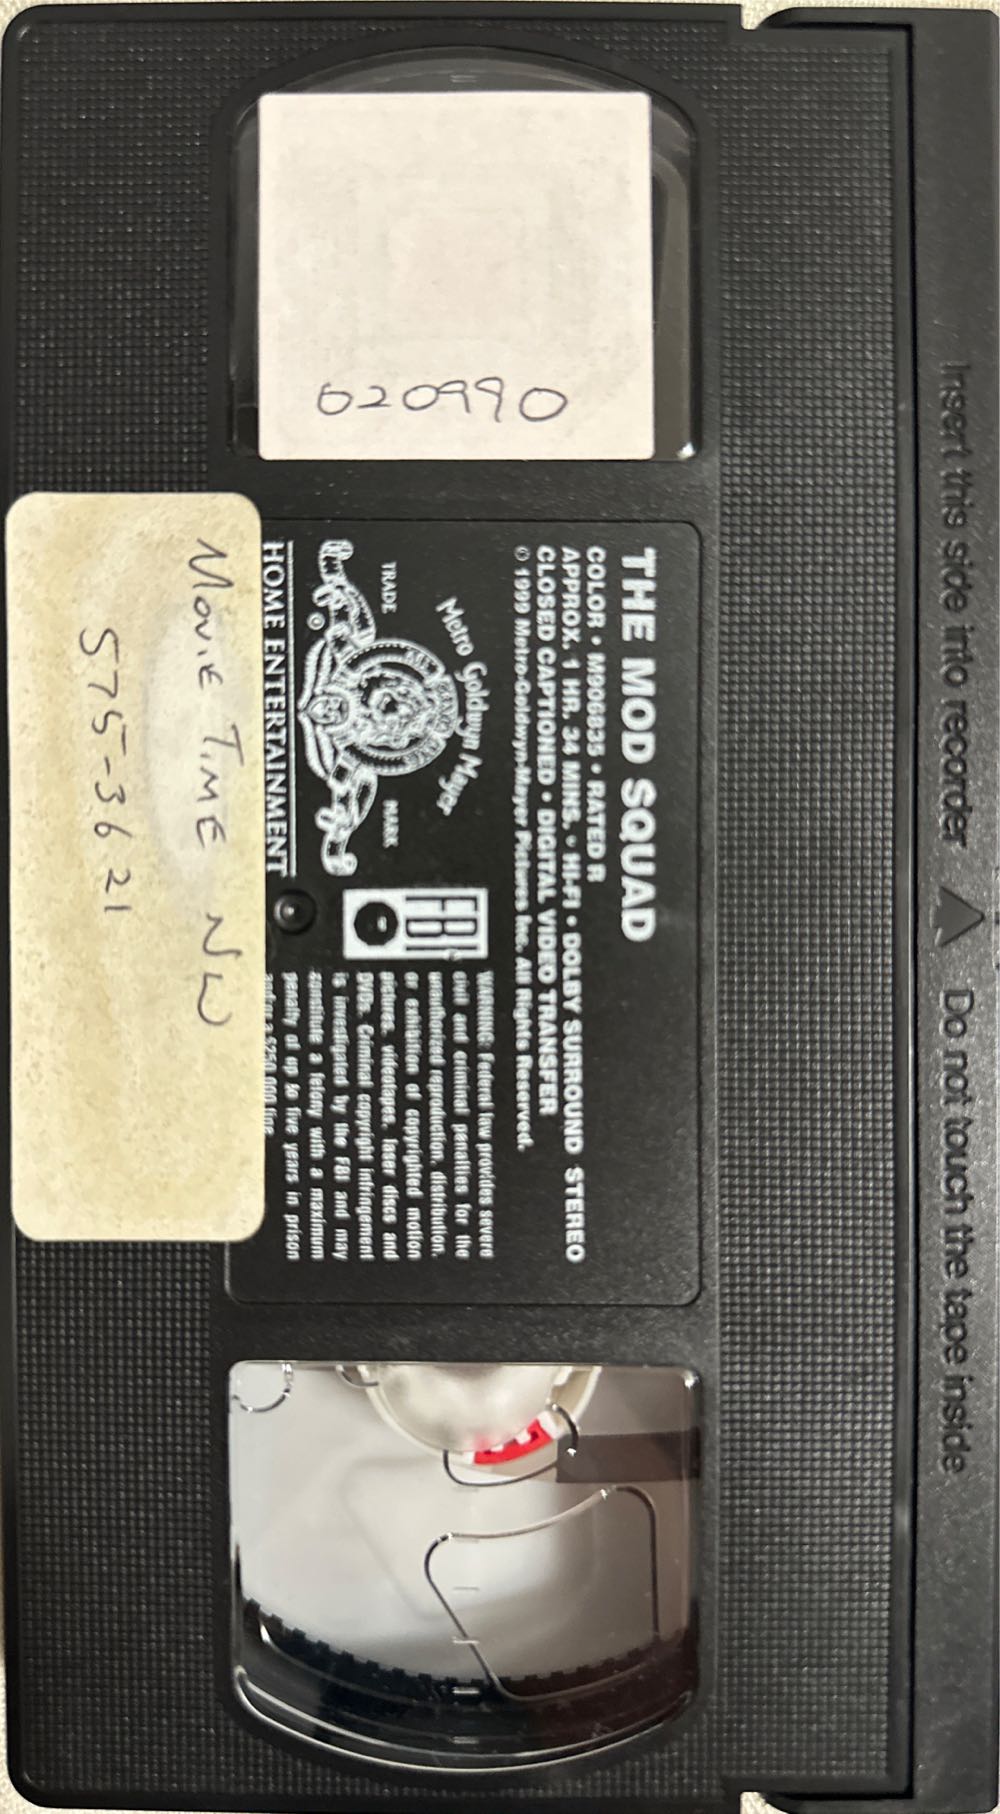 Insert this side into recorder ▲ Do not touch the tape inside
020990
THE MOD SQUAD
COLOR • M906835 • RATED R
APPROX. 1 HR. 34 MINS. • HI-FI • DOLBY SURROUND STEREO
CLOSED CAPTIONED • DIGITAL VIDEO TRANSFER
© 1999 Metro-Goldwyn-Mayer Pictures Inc. All Rights Reserved.
Metro Goldwyn Mayer
TRADE MARK
HOME ENTERTAINMENT
FBI
WARNING: Federal law provides severe
civil and criminal penalties for the
unauthorized reproduction, distribution,
or exhibition of copyrighted motion
pictures, videotapes, laser discs and
DVDs. Criminal copyright infringement
is investigated by the FBI and may
constitute a felony with a maximum
penalty of up to five years in prison
MOVIE TIME NW
575-3621